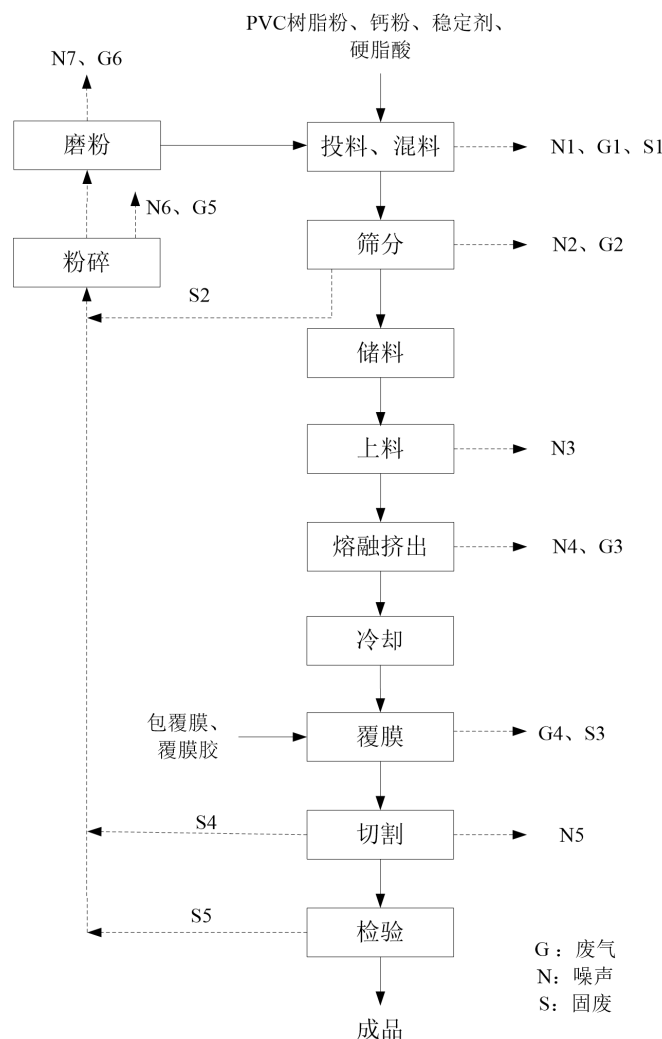 PVC树脂粉、钙粉、稳定剂、
硬脂酸
N7、G6
磨粉
投料、混料
N1、G1、S1
N6、G5
粉碎
筛分
N2、G2
S2
储料
上料
N3
熔融挤出
N4、G3
冷却
包覆膜、
覆膜胶
覆膜
G4、S3
S4
切割
N5
S5
检验
G：废气
N：噪声
S：固废
成品